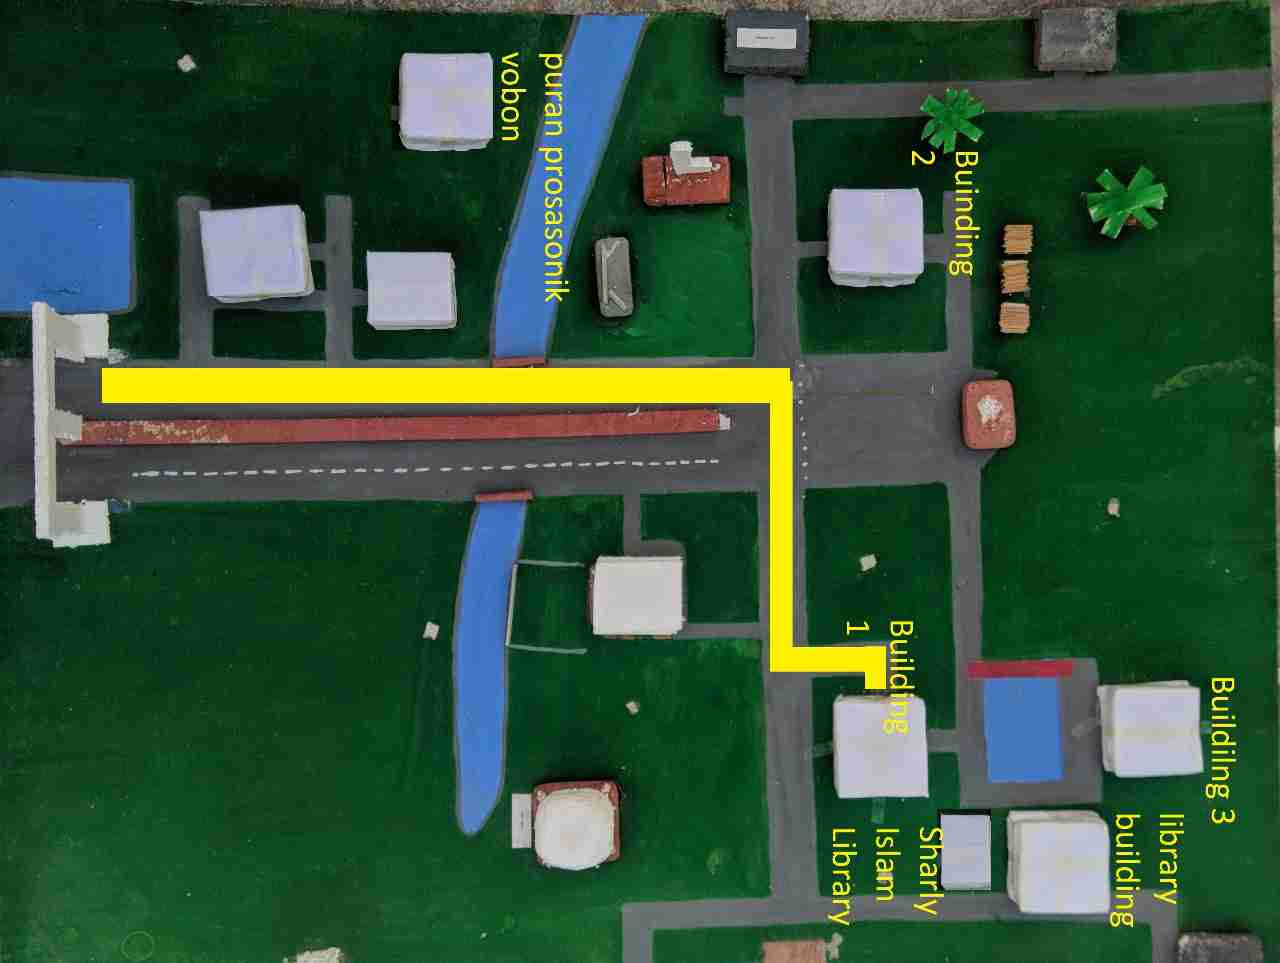 puran prosasonik
vobon
Buinding
2
Building
1
Buildilng 3
library
building
Sharly
Islam
Library